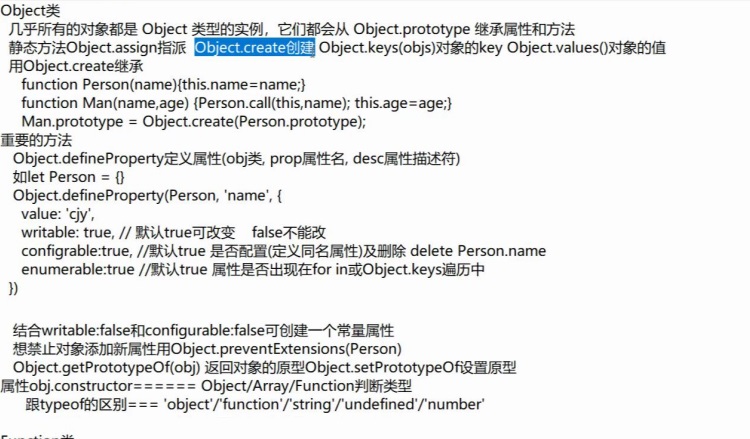 Object类
几乎所有的对象都是 Object 类型的实例，它们都会从 Object.prototype 继承属性和方法
静态方法Object.assign指派 Object.create创建 Object.keys(objs)对象的key Object.values()对象的值
用Object.create继承
function Person(name){this.name=name;}
function Man(name,age) {Person.call(this,name); this.age=age;}
Man.prototype = Object.create(Person.prototype);
重要的方法
Object.defineProperty定义属性(obj类, prop属性名, desc属性描述符)
如let Person = {}
Object.defineProperty(Person, 'name', {
value: 'cjy',
writable: true, // 默认true可改变 false不能改
configrable:true, //默认true 是否配置(定义同名属性)及删除 delete Person.name
enumerable:true //默认true 属性是否出现在for in或Object.keys遍历中
})
结合writable:false和configurable:false可创建一个常量属性
想禁止对象添加新属性用Object.preventExtensions(Person)
Object.getPrototypeOf(obj) 返回对象的原型Object.setPrototypeOf设置原型
属性obj.constructor====== Object/Array/Function判断类型
跟typeof的区别=== 'object'/'function'/'string'/'undefined'/'number'
Function类